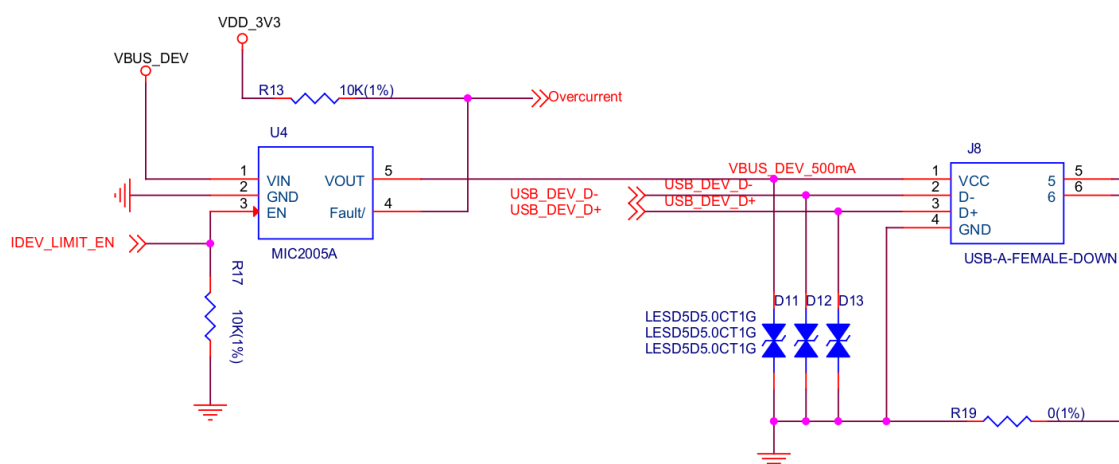 VDD_3V3
VBUS_DEV
R13
10K(1%)
Overcurrent
U4
1
2
3
VIN
GND
EN
VOUT
Fault/
5
4
MIC2005A
IDEV_LIMIT_EN
R17
10K(1%)
VBUS_DEV_500mA
USB_DEV_D-
USB_DEV_D+
USB_DEV_D-
USB_DEV_D+
J8
1
2
3
4
VCC
D-
D+
GND
5
6
5
6
USB-A-FEMALE-DOWN
D11
D12
D13
LESD5D5.0CT1G
LESD5D5.0CT1G
LESD5D5.0CT1G
R19
0(1%)